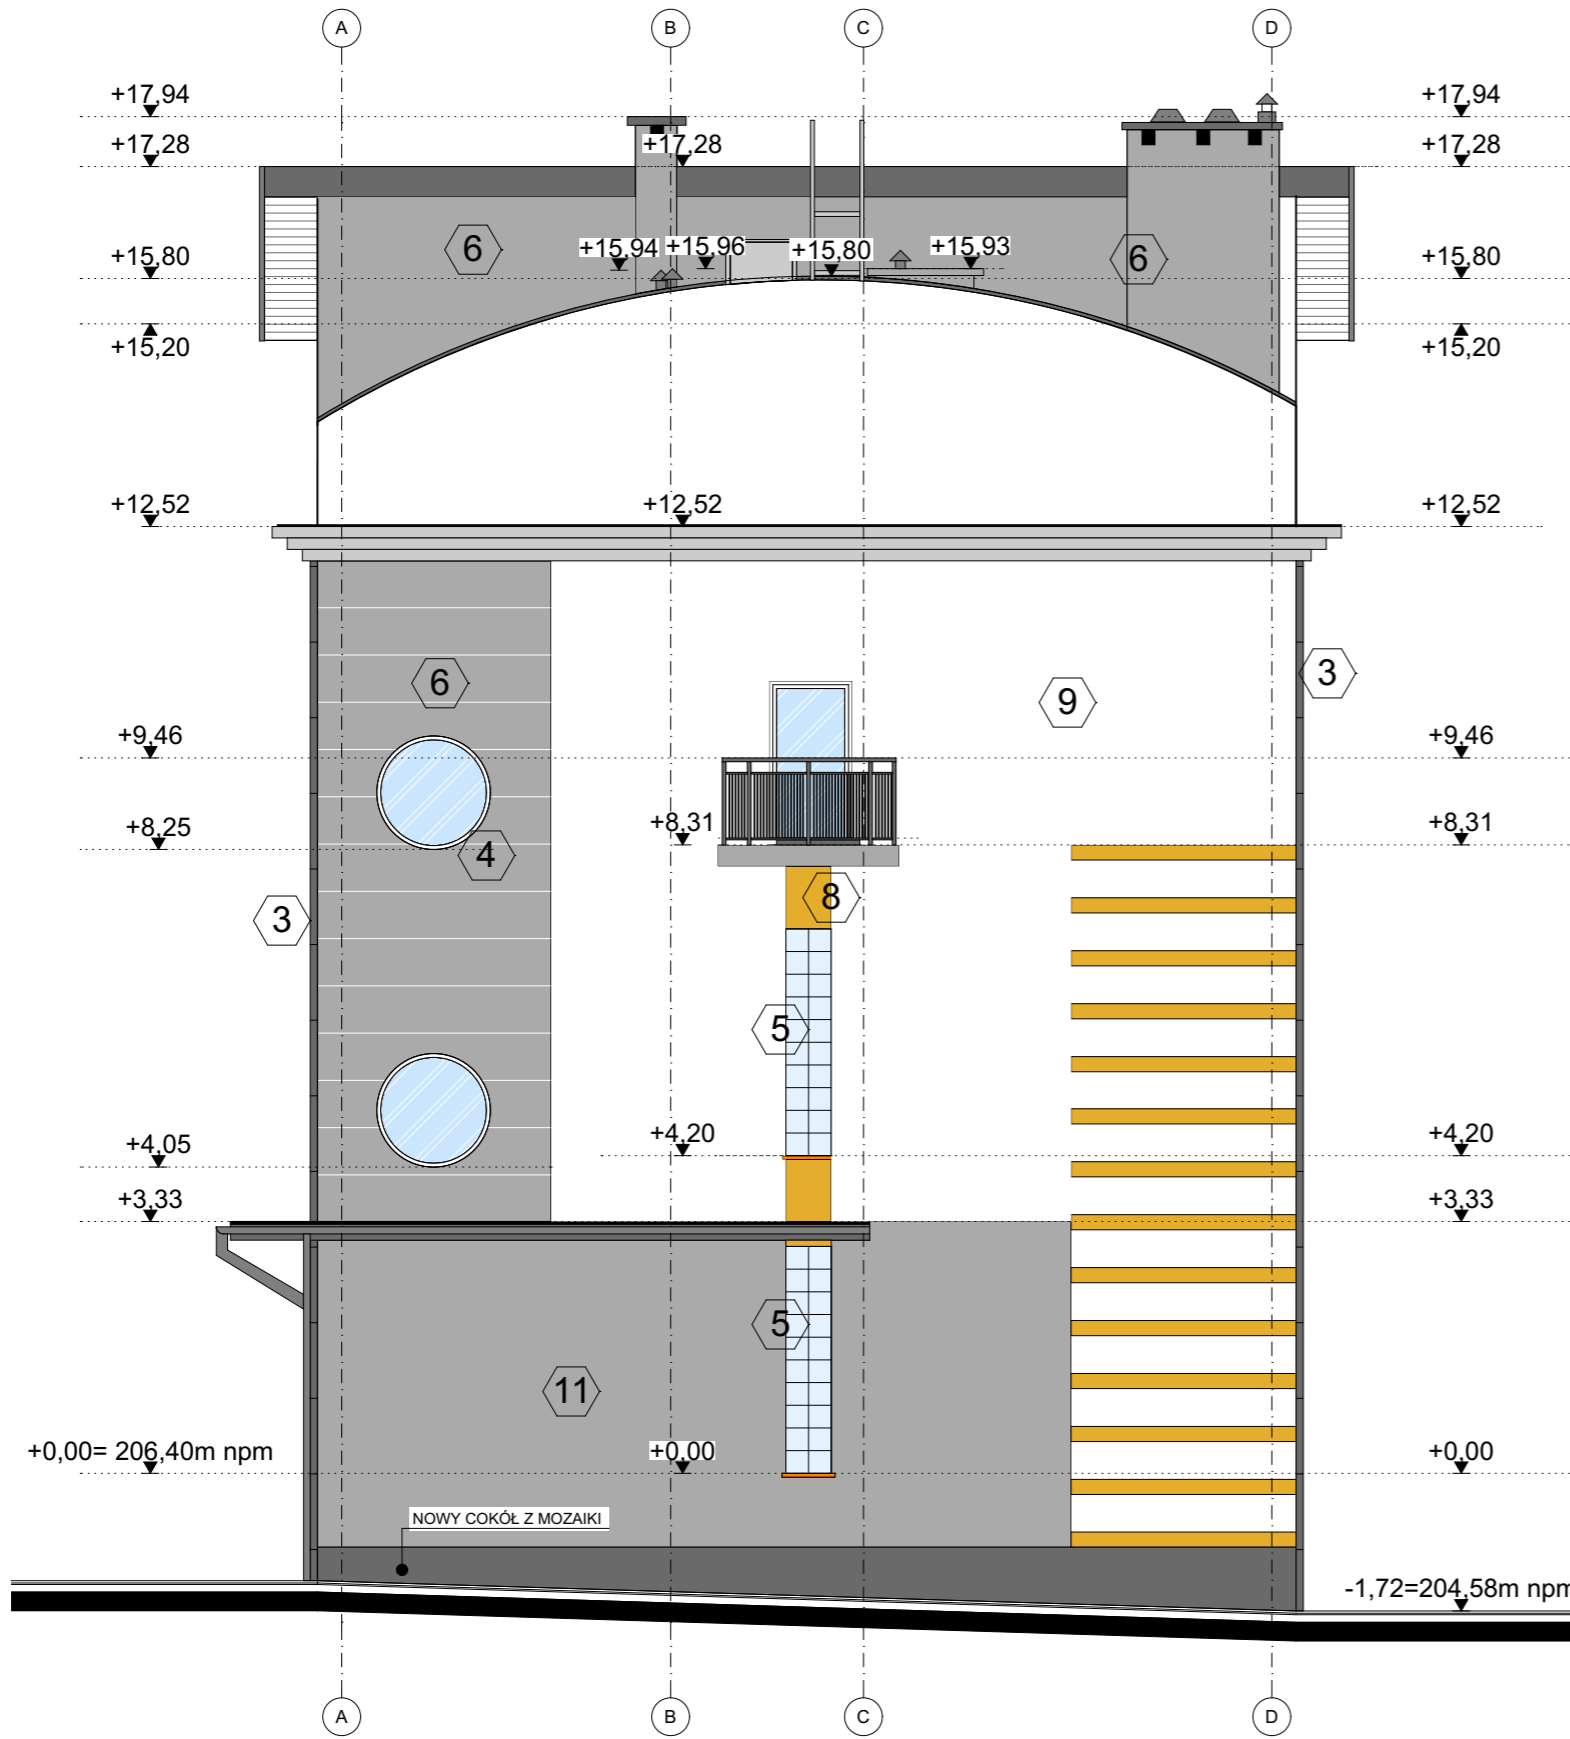 A B C D
+17,94 +17,94
+17,28 +17,28 +17,28
6 +15,94 +15,96 +15,80 +15,93 6
+15,80 +15,80
+15,20 +15,20
+12,52 +12,52 +12,52
6 9 3
+9,46 +9,46
+8,25 +8,31 +8,31
4
3 8
5
+4,05 +4,20 +4,20
+3,33 +3,33
5
11
+0,00= 206,40m npm +0,00 +0,00
NOWY COKÓŁ Z MOZAIKI
-1,72=204,58m npm
A B C D